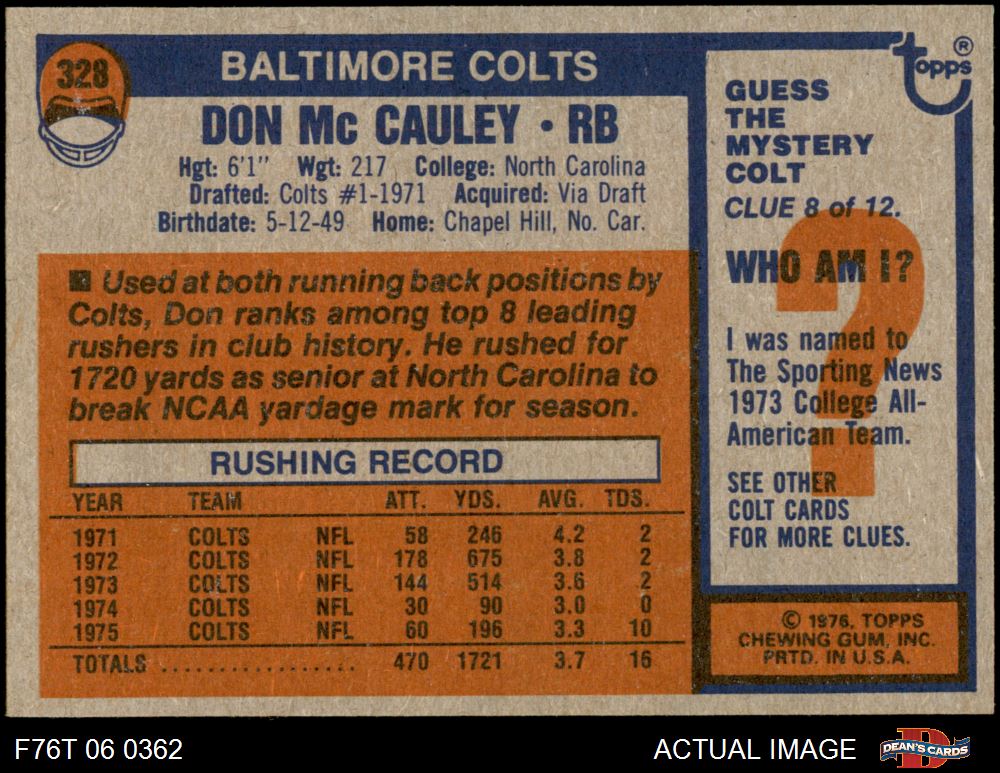 328
BALTIMORE COLTS
DON Mc CAULEY • RB
Hgt: 6'1" Wgt: 217 College: North Carolina
Drafted: Colts #1-1971 Acquired: Via Draft
Birthdate: 5-12-49 Home: Chapel Hill, No. Car.
Used at both running back positions by
Colts, Don ranks among top 8 leading
rushers in club history. He rushed for
1720 yards as senior at North Carolina to
break NCAA yardage mark for season.
RUSHING RECORD
YEAR TEAM ATT. YDS. AVG. TDS.
1971 COLTS NFL 58 246 4.2 2
1972 COLTS NFL 178 675 3.8 2
1973 COLTS NFL 144 514 3.6 2
1974 COLTS NFL 30 90 3.0 0
1975 COLTS NFL 60 196 3.3 10
TOTALS .................. 470 1721 3.7 16
topps ®
GUESS
THE
MYSTERY
COLT
CLUE 8 of 12.
?
WHO AM I?
I was named to
The Sporting News
1973 College All-
American Team.
SEE OTHER
COLT CARDS
FOR MORE CLUES.
© 1976, TOPPS
CHEWING GUM, INC.
PRTD. IN U.S.A.
F76T 06 0362
ACTUAL IMAGE
DEAN'S CARDS